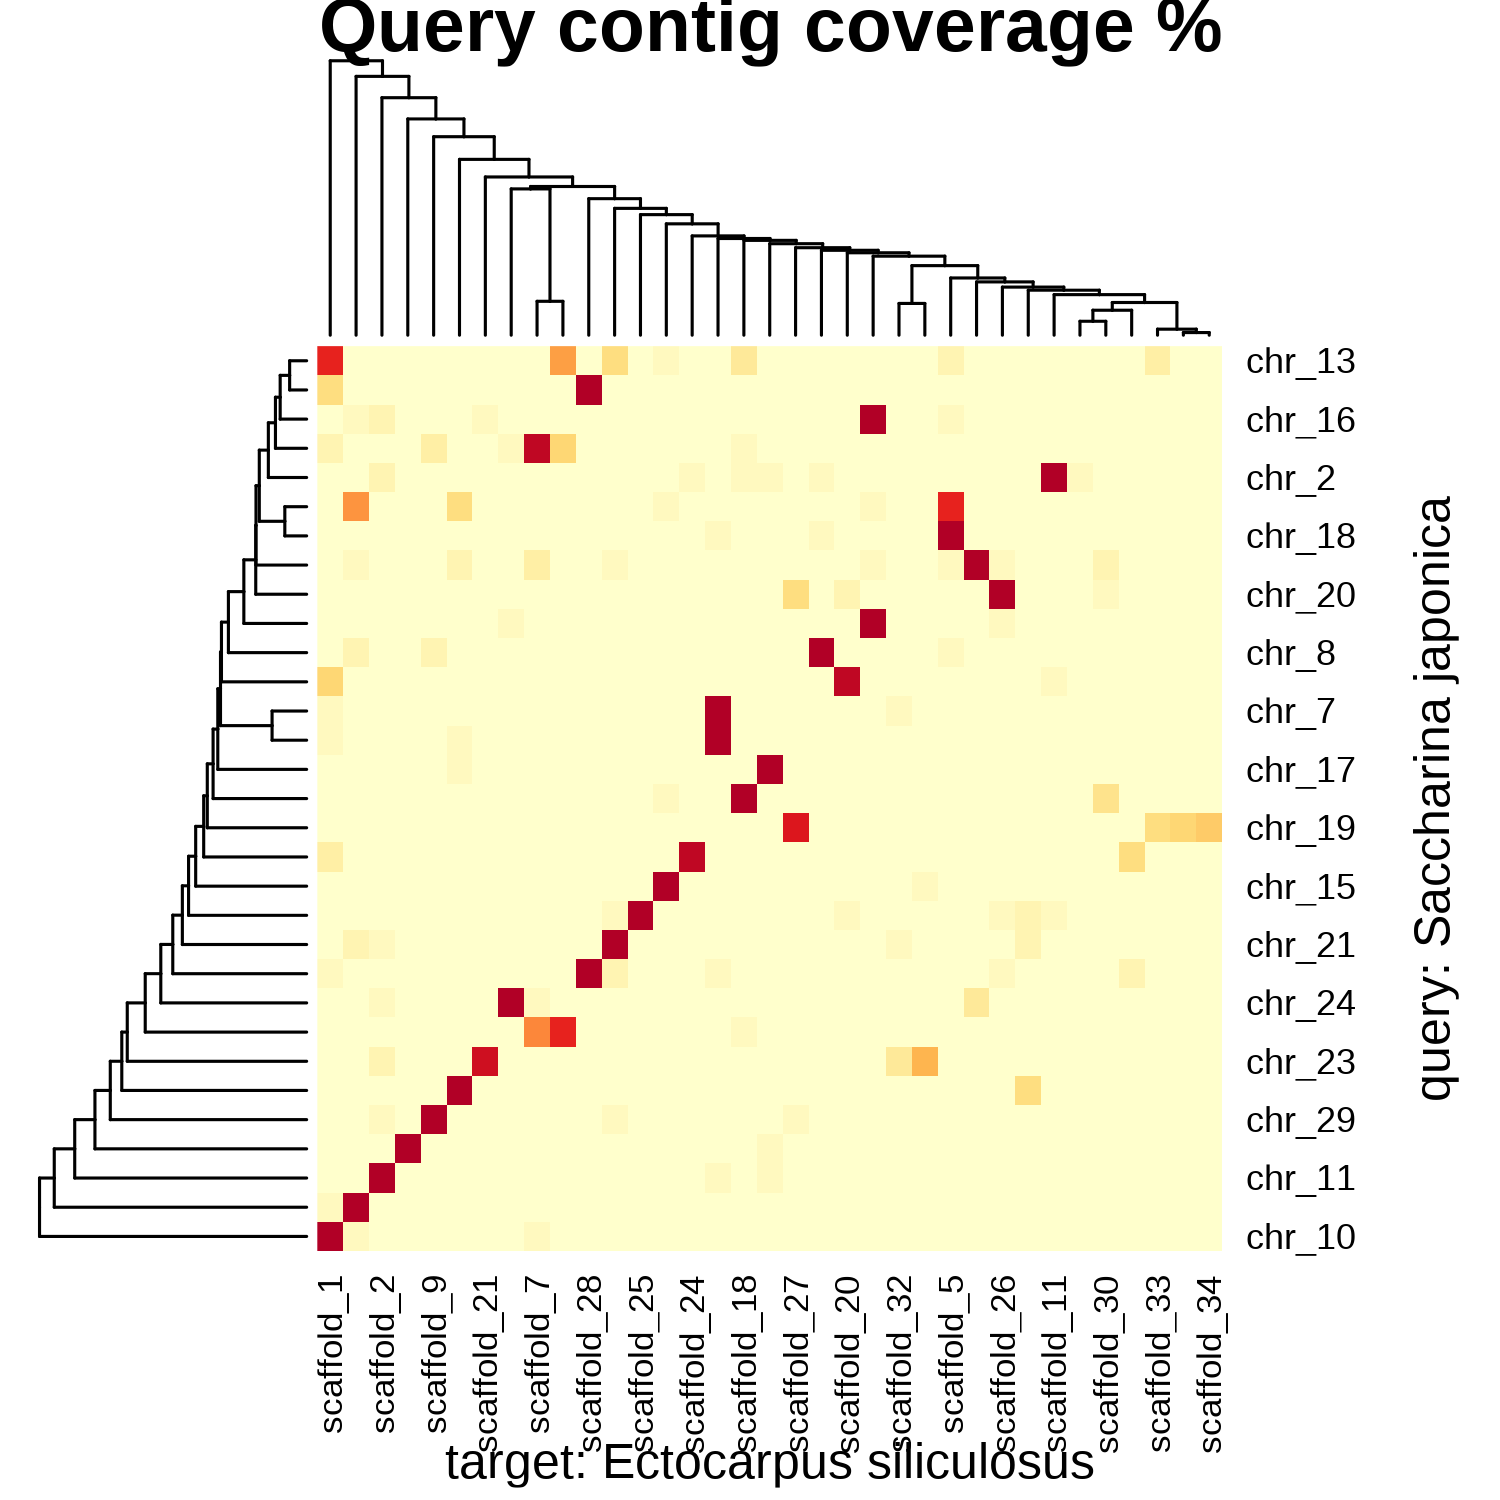 Query contig coverage %
chr_13
chr_16
chr_2
chr_18
chr_20
chr_8
chr_7
chr_17
chr_19
chr_15
chr_21
chr_24
chr_23
chr_29
chr_11
chr_10
query: Saccharina japonica
scaffold_1
scaffold_2
scaffold_9
scaffold_21
scaffold_7
scaffold_28
scaffold_25
scaffold_24
scaffold_18
scaffold_27
scaffold_20
scaffold_32
scaffold_5
scaffold_26
scaffold_11
scaffold_30
scaffold_33
scaffold_34
target: Ectocarpus siliculosus